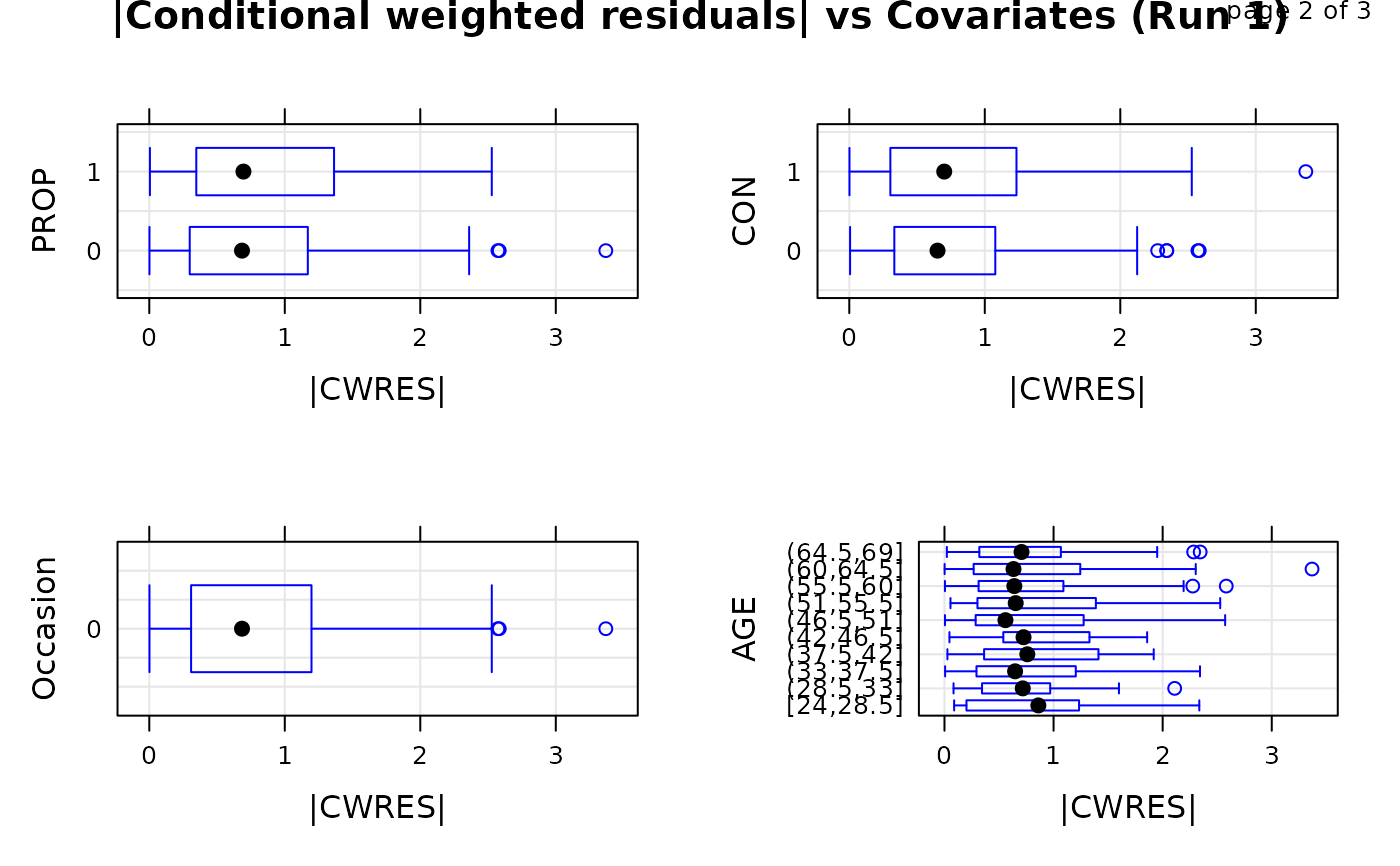 |Conditional weighted residuals| vs Covariates (Run 1)
page 2 of 3
PROP
1
0
0 1 2 3
|CWRES|
CON
1
0
0 1 2 3
|CWRES|
Occasion
0
0 1 2 3
|CWRES|
AGE
(64.5,69]
(60,64.5]
(55.5,60]
(51,55.5]
(46.5,51]
(42,46.5]
(37.5,42]
(33,37.5]
(28.5,33]
[24,28.5]
0 1 2 3
|CWRES|